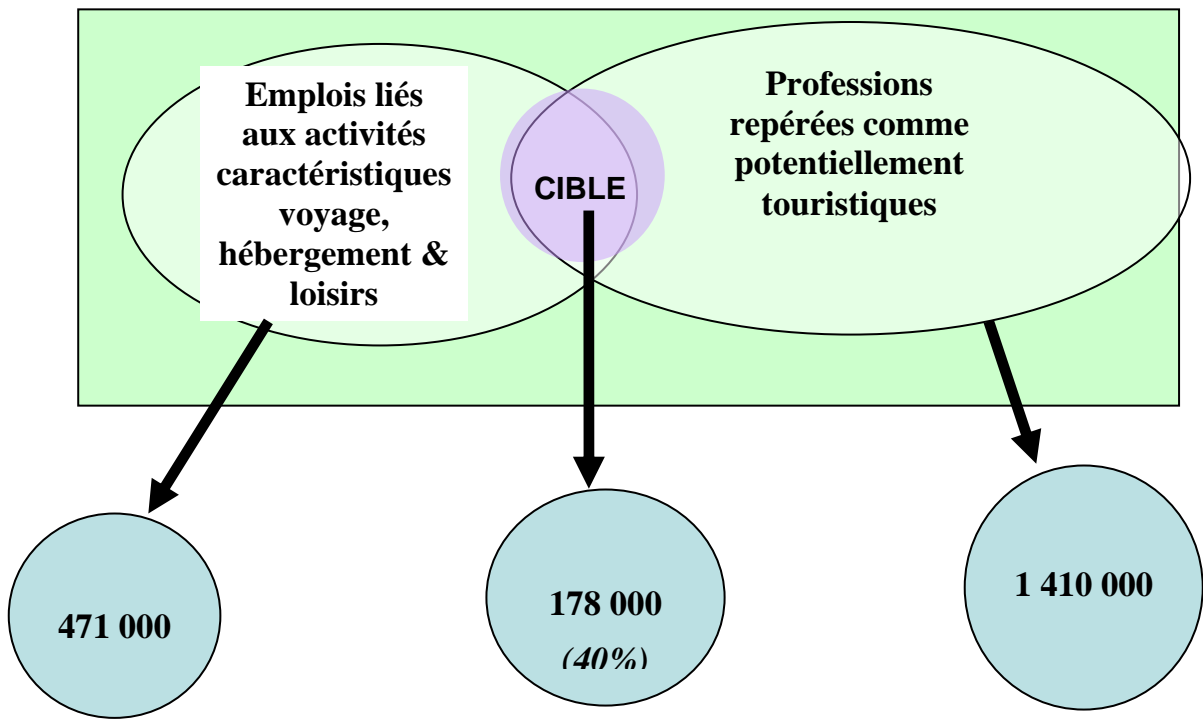 Emplois liés
aux activités
caractéristiques
voyage,
hébergement &
loisirs
CIBLE
Professions
repérées comme
potentiellement
touristiques
471 000
178 000
(40%)
1 410 000